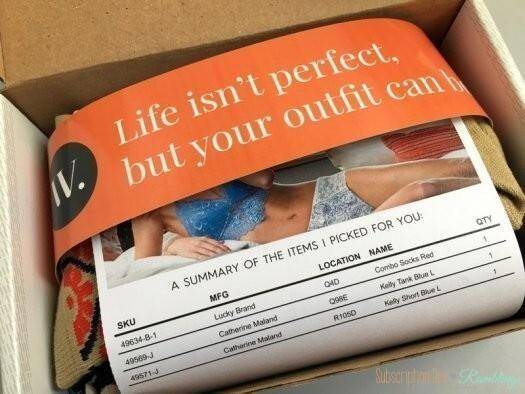 Life isn't perfect,
but your outfit can b
W.
A SUMMARY OF THE ITEMS I PICKED FOR YOU:
SKU MFG LOCATION NAME QTY
49634-B-1 Lucky Brand Q4D Combo Socks Red 1
49569-J Catherine Maland Q98E Kelly Tank Blue L 1
49571-J Catherine Maland R10SD Kelly Short Blue L 1
Subscription Box Rambling